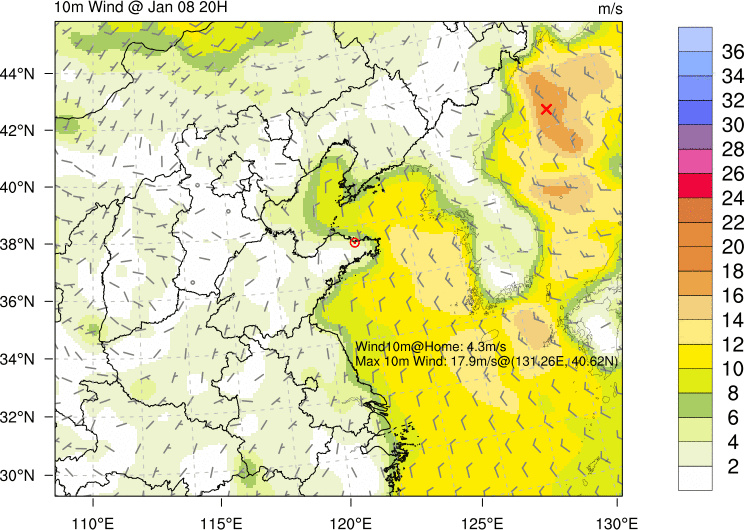 10m Wind @ Jan 08 20H
m/s
44°N
42°N
40°N
38°N
36°N
34°N
32°N
30°N
110°E
115°E
120°E
125°E
130°E
Wind10m@Home: 4.3m/s
Max 10m Wind: 17.9m/s@(131.26E, 40.62N)
36
34
32
30
28
26
24
22
20
18
16
14
12
10
8
6
4
2